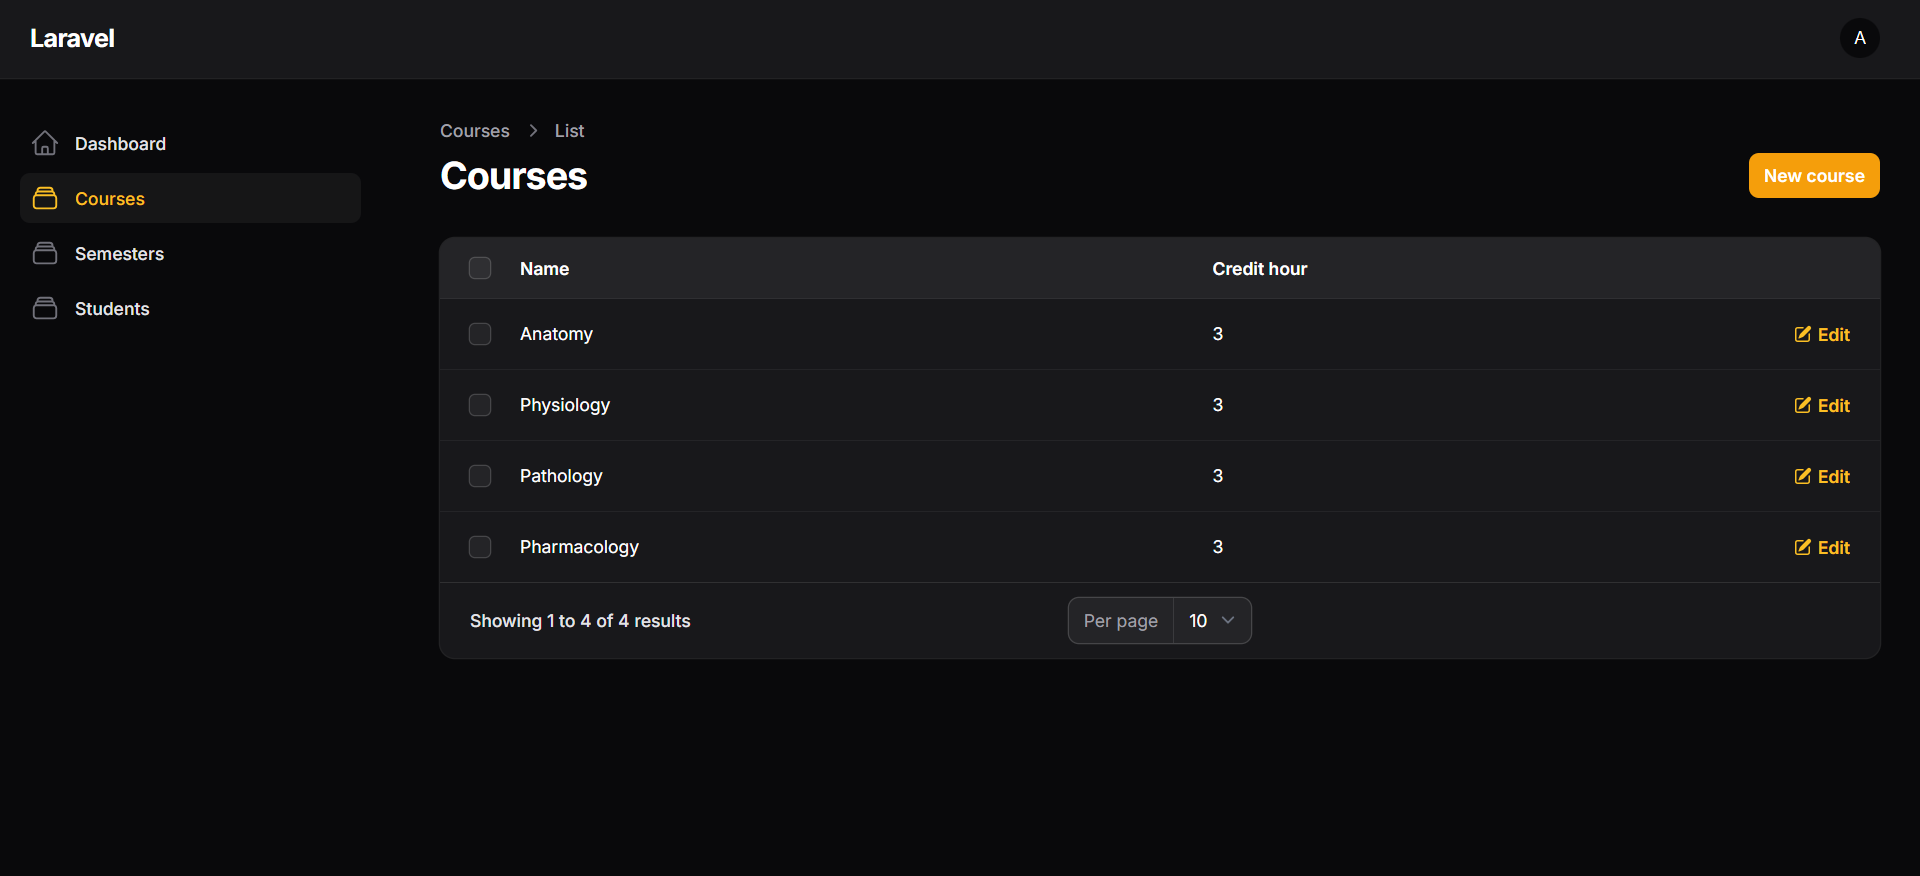 Laravel
A
Dashboard
Courses
Semesters
Students
Courses > List
Courses
New course
Name Credit hour
Anatomy 3 Edit
Physiology 3 Edit
Pathology 3 Edit
Pharmacology 3 Edit
Showing 1 to 4 of 4 results
Per page 10